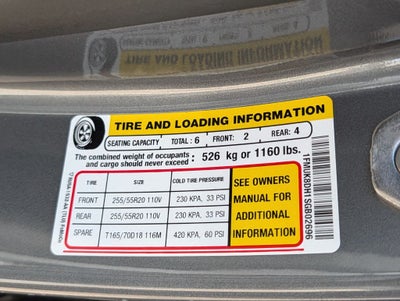 TIRE AND LOADING INFORMATION
SEATING CAPACITY TOTAL : 6 FRONT: 2 REAR: 4
The combined weight of occupants and cargo should never exceed : 526 kg or 1160 lbs.
TIRE SIZE COLD TIRE PRESSURE
FRONT 255/55R20 110V 230 KPA, 33 PSI
REAR 255/55R20 110V 230 KPA, 33 PSI
SPARE T165/70D18 116M 420 KPA, 60 PSI
SEE OWNERS
MANUAL FOR
ADDITIONAL
INFORMATION
1FMUK8DH1SGB02696